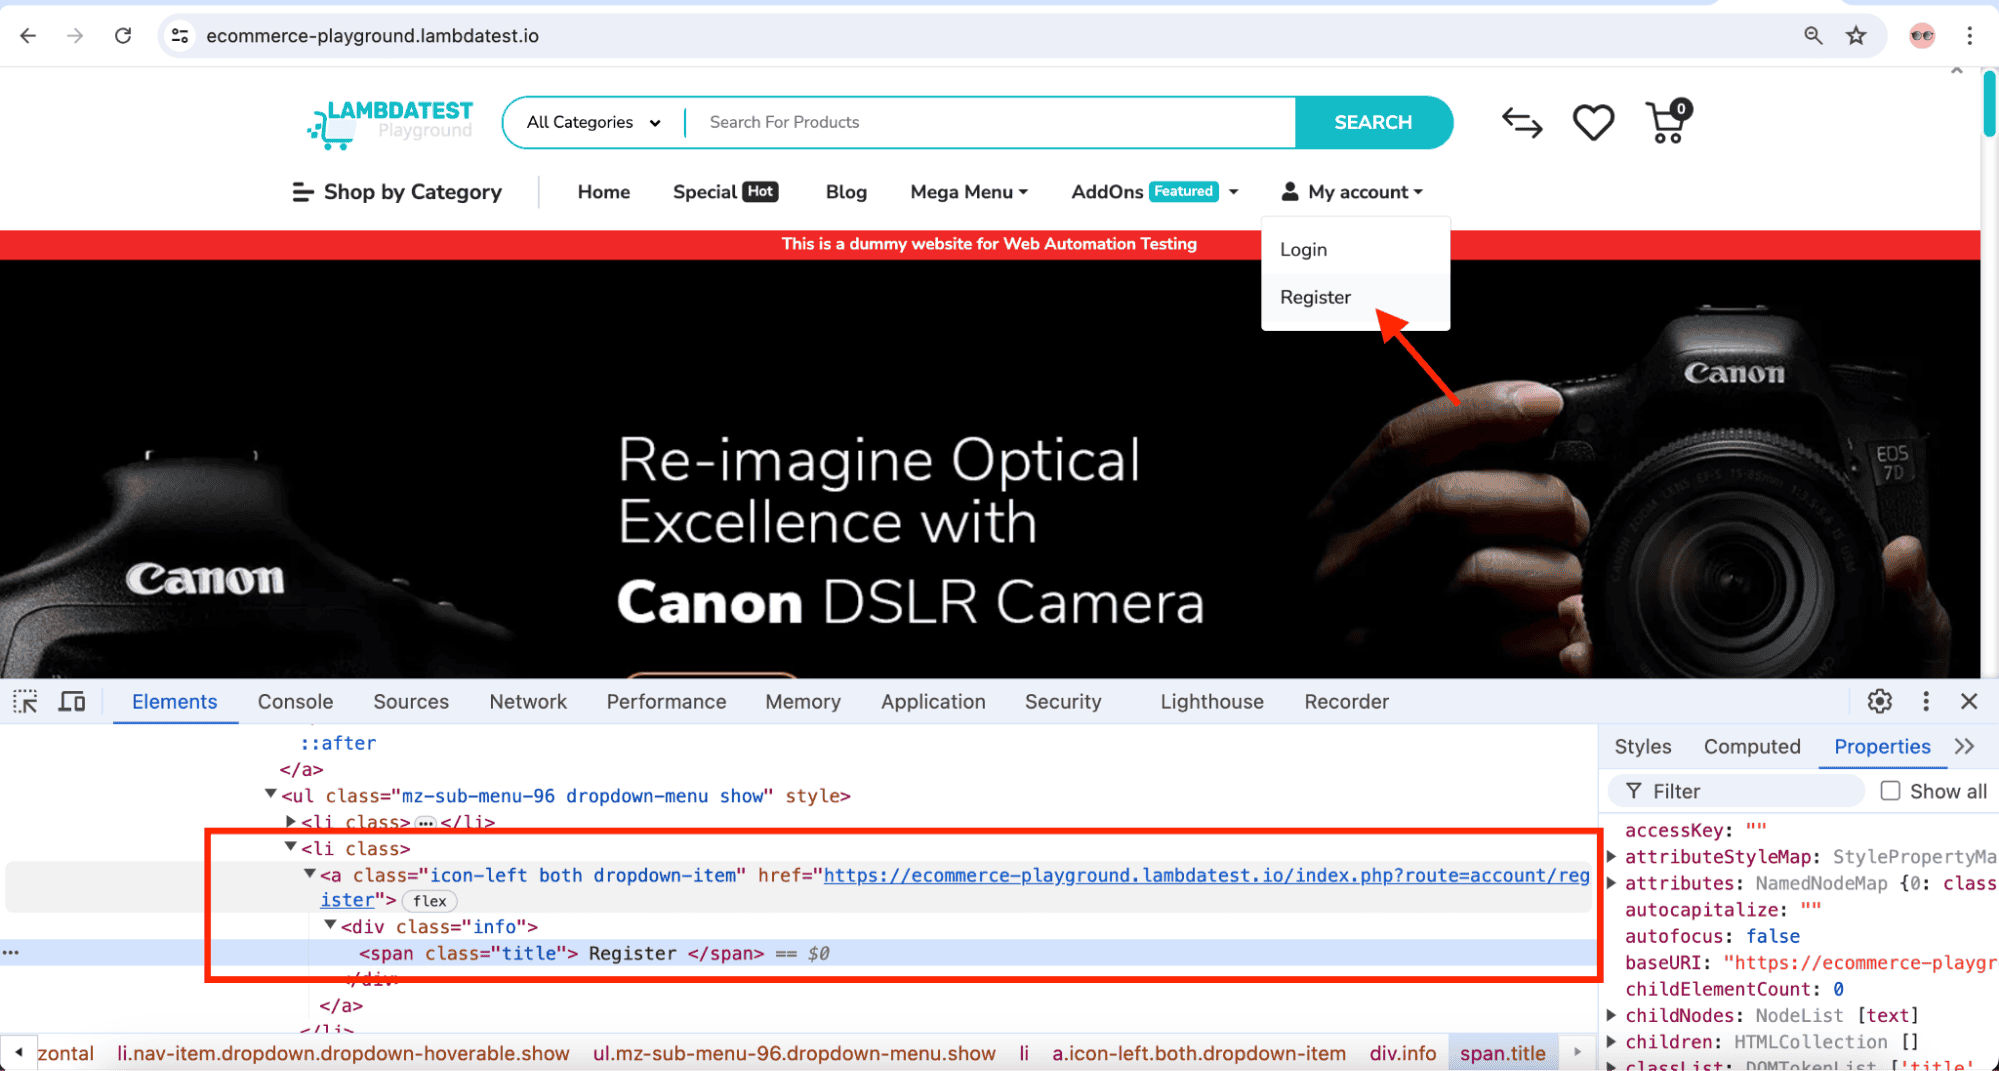 ecommerce-playground.lambdatest.io
LAMBDATEST
Playground
All Categories
Search For Products
SEARCH
0
Shop by Category
Home
Special Hot
Blog
Mega Menu
AddOns Featured
My account
This is a dummy website for Web Automation Testing
Login
Register
Canon
EOS
7D
Re-imagine Optical
Excellence with
Canon DSLR Camera
Canon
Elements
Console
Sources
Network
Performance
Memory
Application
Security
Lighthouse
Recorder
::after
</a>
<ul class="mz-sub-menu-96 dropdown-menu show" style>
<li class> ••• </li>
<li class>
<a class="icon-left both dropdown-item" href="https://ecommerce-playground.lambdatest.io/index.php?route=account/reg
ister"> flex
<div class="info">
<span class="title"> Register </span> == $0
</div>
</a>
</li>
zontal li.nav-item.dropdown.dropdown-hoverable.show ul.mz-sub-menu-96.dropdown-menu.show li a.icon-left.both.dropdown-item div.info span.title
Styles
Computed
Properties
Filter
Show all
accessKey: ""
attributeStyleMap: StylePropertyMa
attributes: NamedNodeMap {0: class
autocapitalize: ""
autofocus: false
baseURI: "https://ecommerce-playgr
childElementCount: 0
childNodes: NodeList [text]
children: HTMLCollection []
classList: DOMTokenList ['title'